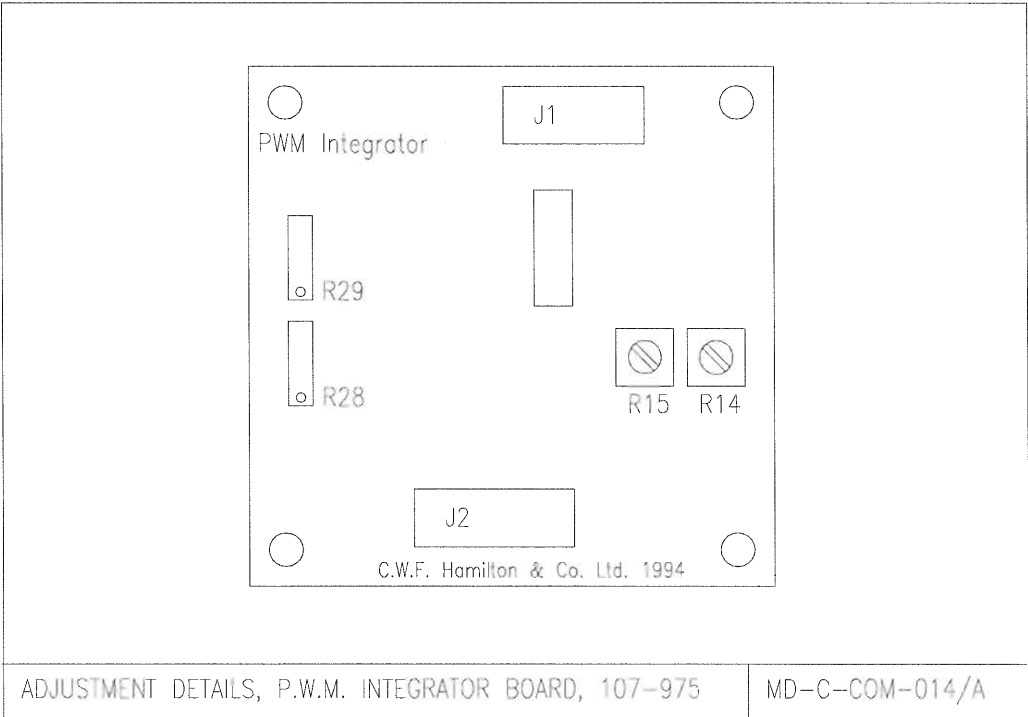 J1
PWM Integrator
R29
R28
R15 R14
J2
C.W.F. Hamilton & Co. Ltd. 1994
ADJUSTMENT DETAILS, P.W.M. INTEGRATOR BOARD, 107-975
MD-C-COM-014/A